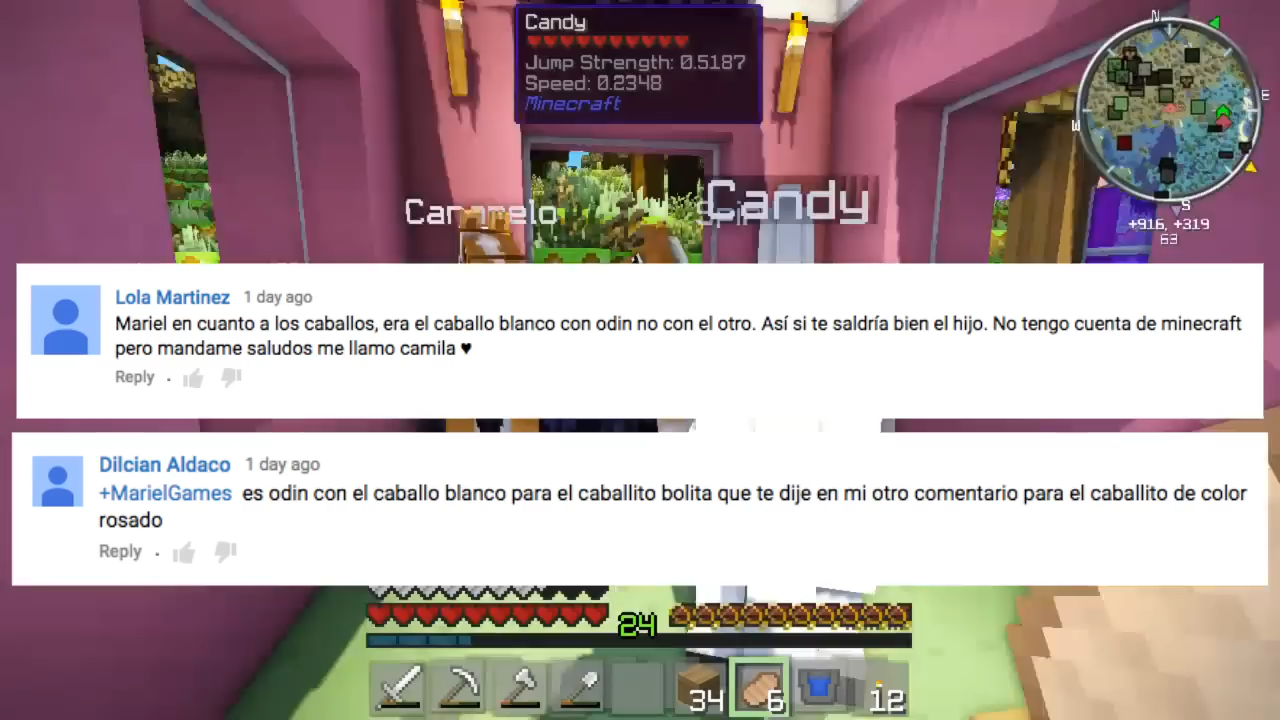 Candy
Jump Strength: 0.5187
Speed: 0.2348
Minecraft
N
E
W
S
+916, +319
63
Caramelo
Candy
Lola Martinez 1 day ago
Mariel en cuanto a los caballos, era el caballo blanco con odin no con el otro. Así si te saldría bien el hijo. No tengo cuenta de minecraft
pero mandame saludos me llamo camila ♥
Reply .
Dilcian Aldaco 1 day ago
+MarielGames es odin con el caballo blanco para el caballito bolita que te dije en mi otro comentario para el caballito de color
rosado
Reply .
24
34 6 12